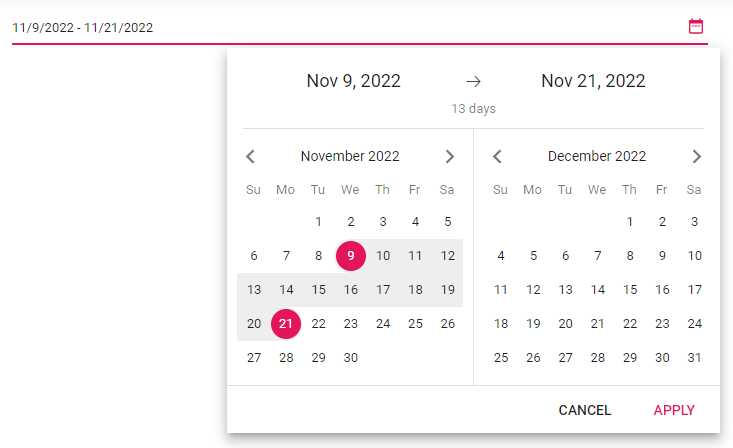 11/9/2022 - 11/21/2022
Nov 9, 2022 → Nov 21, 2022
13 days
November 2022
Su Mo Tu We Th Fr Sa
1 2 3 4 5
6 7 8 9 10 11 12
13 14 15 16 17 18 19
20 21 22 23 24 25 26
27 28 29 30
December 2022
Su Mo Tu We Th Fr Sa
1 2 3
4 5 6 7 8 9 10
11 12 13 14 15 16 17
18 19 20 21 22 23 24
25 26 27 28 29 30 31
CANCEL APPLY